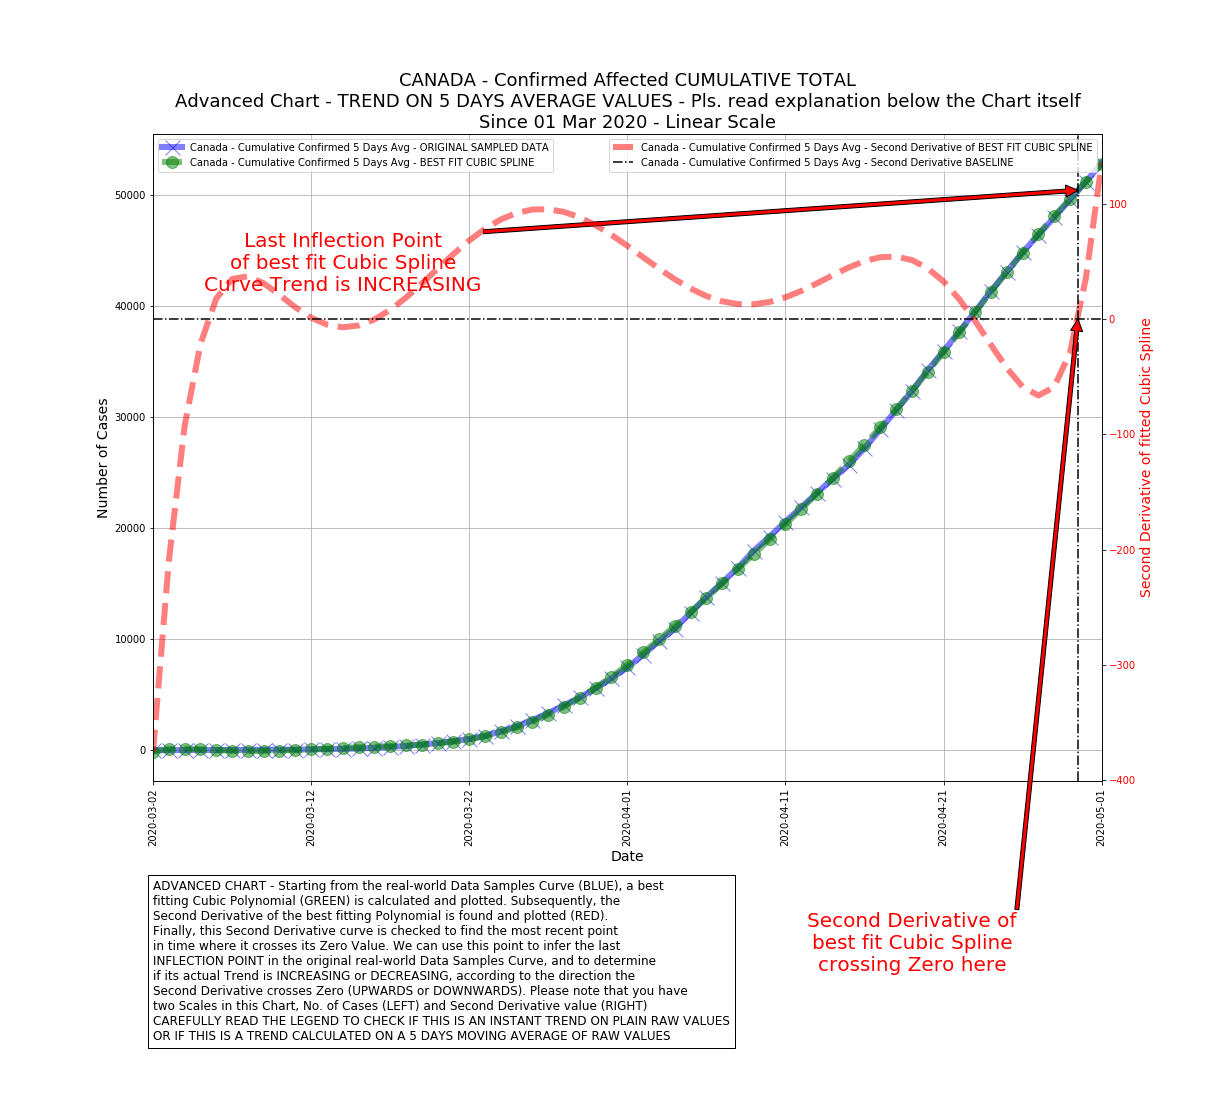 CANADA - Confirmed Affected CUMULATIVE TOTAL
Advanced Chart - TREND ON 5 DAYS AVERAGE VALUES - Pls. read explanation below the Chart itself
Since 01 Mar 2020 - Linear Scale
Canada - Cumulative Confirmed 5 Days Avg - ORIGINAL SAMPLED DATA
Canada - Cumulative Confirmed 5 Days Avg - BEST FIT CUBIC SPLINE
Canada - Cumulative Confirmed 5 Days Avg - Second Derivative of BEST FIT CUBIC SPLINE
Canada - Cumulative Confirmed 5 Days Avg - Second Derivative BASELINE
Last Inflection Point
of best fit Cubic Spline
Curve Trend is INCREASING
Number of Cases
50000
40000
30000
20000
10000
0
100
0
−100
−200
−300
−400
Second Derivative of fitted Cubic Spline
2020-03-02
2020-03-12
2020-03-22
2020-04-01
2020-04-11
2020-04-21
2020-05-01
Date
Second Derivative of
best fit Cubic Spline
crossing Zero here
ADVANCED CHART - Starting from the real-world Data Samples Curve (BLUE), a best
fitting Cubic Polynomial (GREEN) is calculated and plotted. Subsequently, the
Second Derivative of the best fitting Polynomial is found and plotted (RED).
Finally, this Second Derivative curve is checked to find the most recent point
in time where it crosses its Zero Value. We can use this point to infer the last
INFLECTION POINT in the original real-world Data Samples Curve, and to determine
if its actual Trend is INCREASING or DECREASING, according to the direction the
Second Derivative crosses Zero (UPWARDS or DOWNWARDS). Please note that you have
two Scales in this Chart, No. of Cases (LEFT) and Second Derivative value (RIGHT)
CAREFULLY READ THE LEGEND TO CHECK IF THIS IS AN INSTANT TREND ON PLAIN RAW VALUES
OR IF THIS IS A TREND CALCULATED ON A 5 DAYS MOVING AVERAGE OF RAW VALUES